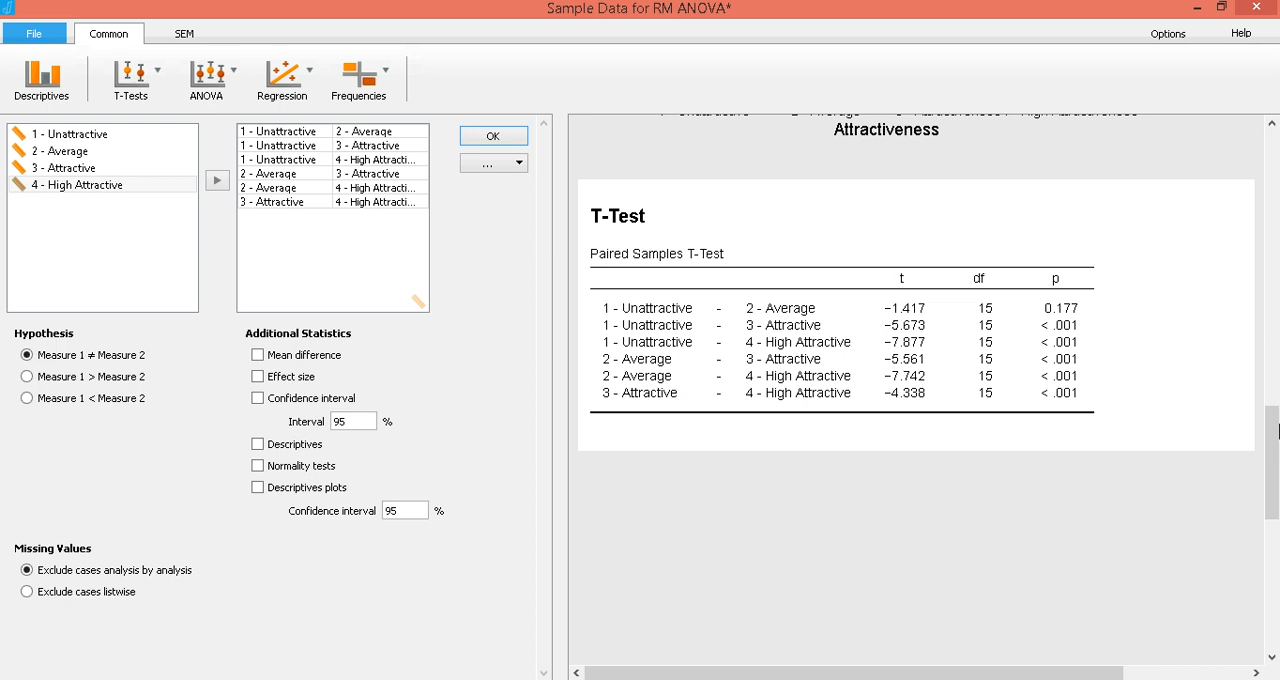 Sample Data for RM ANOVA*
File Common SEM Options Help
Descriptives T-Tests ANOVA Regression Frequencies
1 - Unattractive
2 - Average
3 - Attractive
4 - High Attractive
1 - Unattractive 2 - Average
1 - Unattractive 3 - Attractive
1 - Unattractive 4 - High Attracti...
2 - Average 3 - Attractive
2 - Average 4 - High Attracti...
3 - Attractive 4 - High Attracti...
OK
...
Hypothesis
Measure 1 ≠ Measure 2
Measure 1 > Measure 2
Measure 1 < Measure 2
Additional Statistics
Mean difference
Effect size
Confidence interval
Interval 95 %
Descriptives
Normality tests
Descriptives plots
Confidence interval 95 %
Missing Values
Exclude cases analysis by analysis
Exclude cases listwise
Attractiveness
T-Test
Paired Samples T-Test
t df p
1 - Unattractive - 2 - Average −1.417 15 0.177
1 - Unattractive - 3 - Attractive −5.673 15 < .001
1 - Unattractive - 4 - High Attractive −7.877 15 < .001
2 - Average - 3 - Attractive −5.561 15 < .001
2 - Average - 4 - High Attractive −7.742 15 < .001
3 - Attractive - 4 - High Attractive −4.338 15 < .001